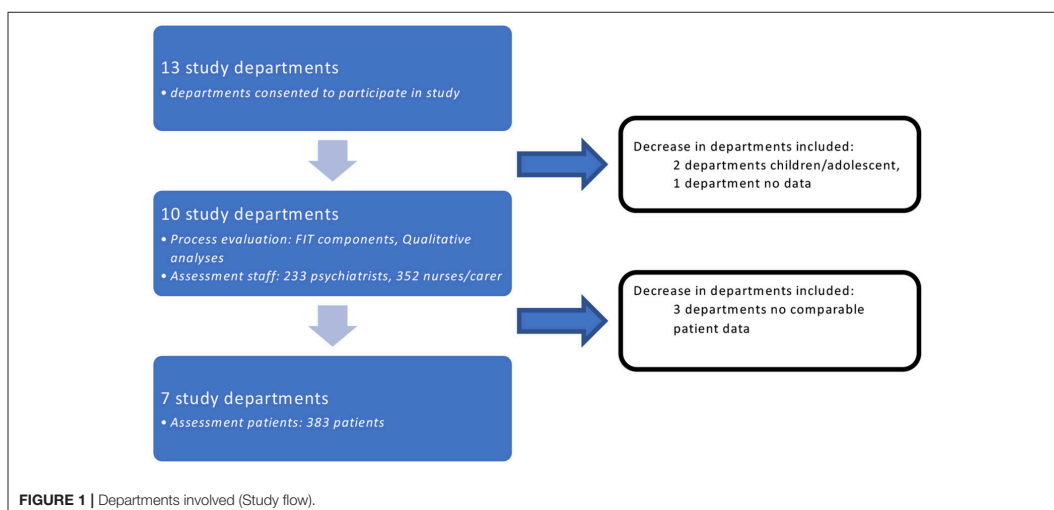 13 study departments
• departments consented to participate in study
Decrease in departments included:
2 departments children/adolescent,
1 department no data
10 study departments
• Process evaluation: FIT components, Qualitative
analyses
• Assessment staff: 233 psychiatrists, 352 nurses/carer
Decrease in departments included:
3 departments no comparable
patient data
7 study departments
• Assessment patients: 383 patients
FIGURE 1 | Departments involved (Study flow).